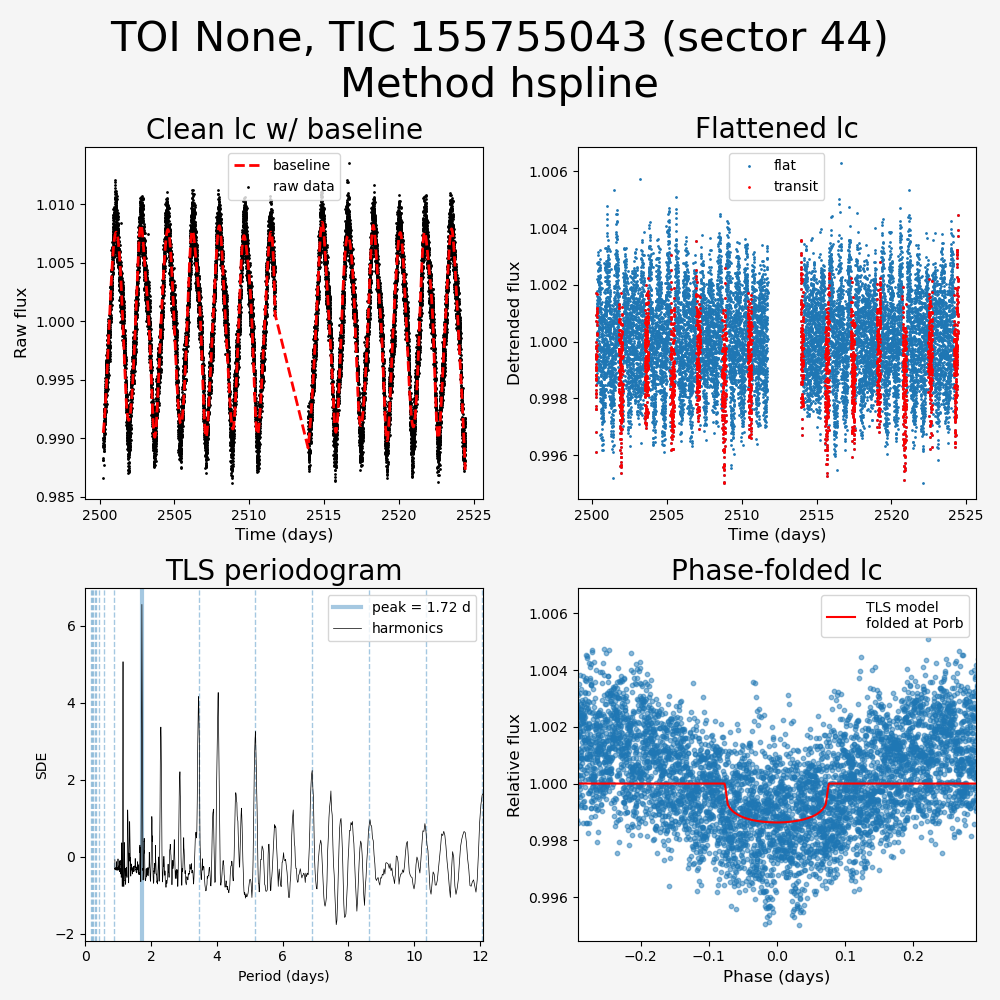 TOI None, TIC 155755043 (sector 44)
Method hspline
Clean lc w/ baseline
baseline
raw data
Raw flux
1.010
1.005
1.000
0.995
0.990
0.985
2500
2505
2510
2515
2520
2525
Time (days)
Flattened lc
flat
transit
Detrended flux
1.006
1.004
1.002
1.000
0.998
0.996
2500
2505
2510
2515
2520
2525
Time (days)
TLS periodogram
peak = 1.72 d
harmonics
SDE
6
4
2
0
−2
0
2
4
6
8
10
12
Period (days)
Phase-folded lc
TLS model
folded at Porb
Relative flux
1.006
1.004
1.002
1.000
0.998
0.996
−0.2
−0.1
0.0
0.1
0.2
Phase (days)